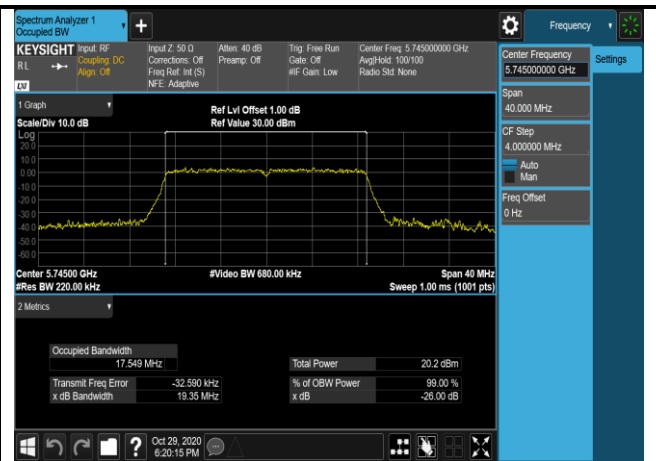 Spectrum Analyzer 1
Occupied BW
Frequency
KEYSIGHT
RL
LXI
Input: RF
Coupling: DC
Align: Off
Input Z: 50 Ω
Corrections: Off
Freq Ref: Int (S)
NFE: Adaptive
Atten: 40 dB
Preamp: Off
Trig: Free Run
Gate: Off
#IF Gain: Low
Center Freq: 5.745000000 GHz
Avg|Hold: 100/100
Radio Std: None
Center Frequency
5.745000000 GHz
Settings
Span
40.000 MHz
CF Step
4.000000 MHz
Auto
Man
Freq Offset
0 Hz
1 Graph
Scale/Div 10.0 dB
Ref Lvl Offset 1.00 dB
Ref Value 30.00 dBm
Log
20.0
10.0
0.00
-10.0
-20.0
-30.0
-40.0
-50.0
-60.0
Center 5.74500 GHz
#Video BW 680.00 kHz
Span 40 MHz
#Res BW 220.00 kHz
Sweep 1.00 ms (1001 pts)
2 Metrics
Occupied Bandwidth
17.549 MHz
Total Power 20.2 dBm
Transmit Freq Error -32.590 kHz
% of OBW Power 99.00 %
x dB Bandwidth 19.35 MHz
x dB -26.00 dB
?
Oct 29, 2020
6:20:15 PM